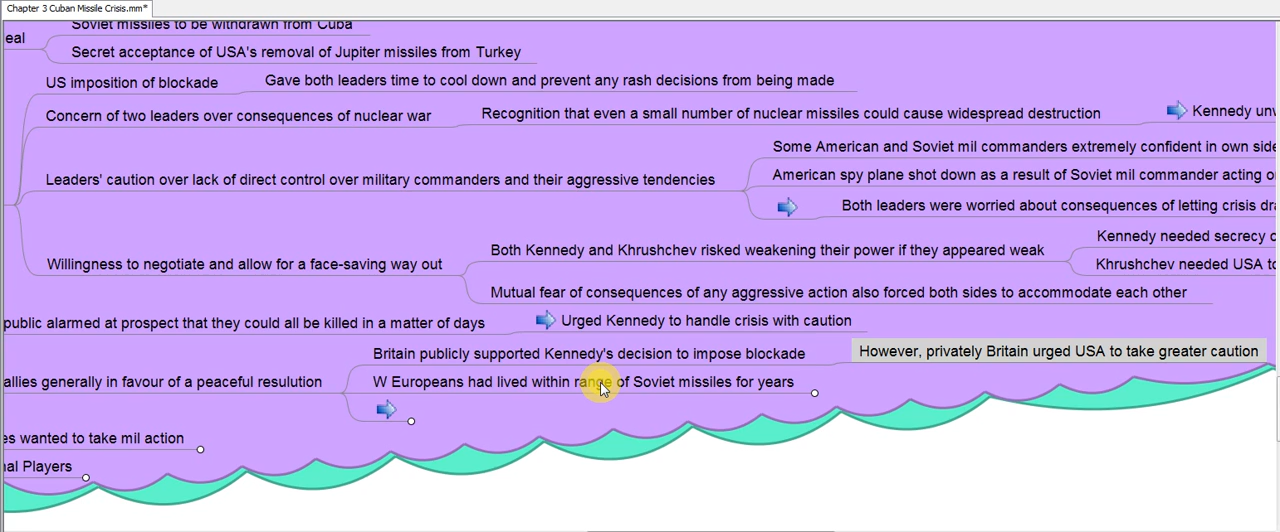 Chapter 3 Cuban Missile Crisis.mm*
Soviet missiles to be withdrawn from Cuba
eal
Secret acceptance of USA's removal of Jupiter missiles from Turkey
US imposition of blockade
Gave both leaders time to cool down and prevent any rash decisions from being made
Concern of two leaders over consequences of nuclear war
Recognition that even a small number of nuclear missiles could cause widespread destruction
Kennedy unv
Leaders' caution over lack of direct control over military commanders and their aggressive tendencies
Some American and Soviet mil commanders extremely confident in own side
American spy plane shot down as a result of Soviet mil commander acting o
Both leaders were worried about consequences of letting crisis dra
Willingness to negotiate and allow for a face-saving way out
Both Kennedy and Khrushchev risked weakening their power if they appeared weak
Kennedy needed secrecy o
Khrushchev needed USA to
Mutual fear of consequences of any aggressive action also forced both sides to accommodate each other
public alarmed at prospect that they could all be killed in a matter of days
Urged Kennedy to handle crisis with caution
allies generally in favour of a peaceful resulution
Britain publicly supported Kennedy's decision to impose blockade
However, privately Britain urged USA to take greater caution
W Europeans had lived within range of Soviet missiles for years
es wanted to take mil action
nal Players